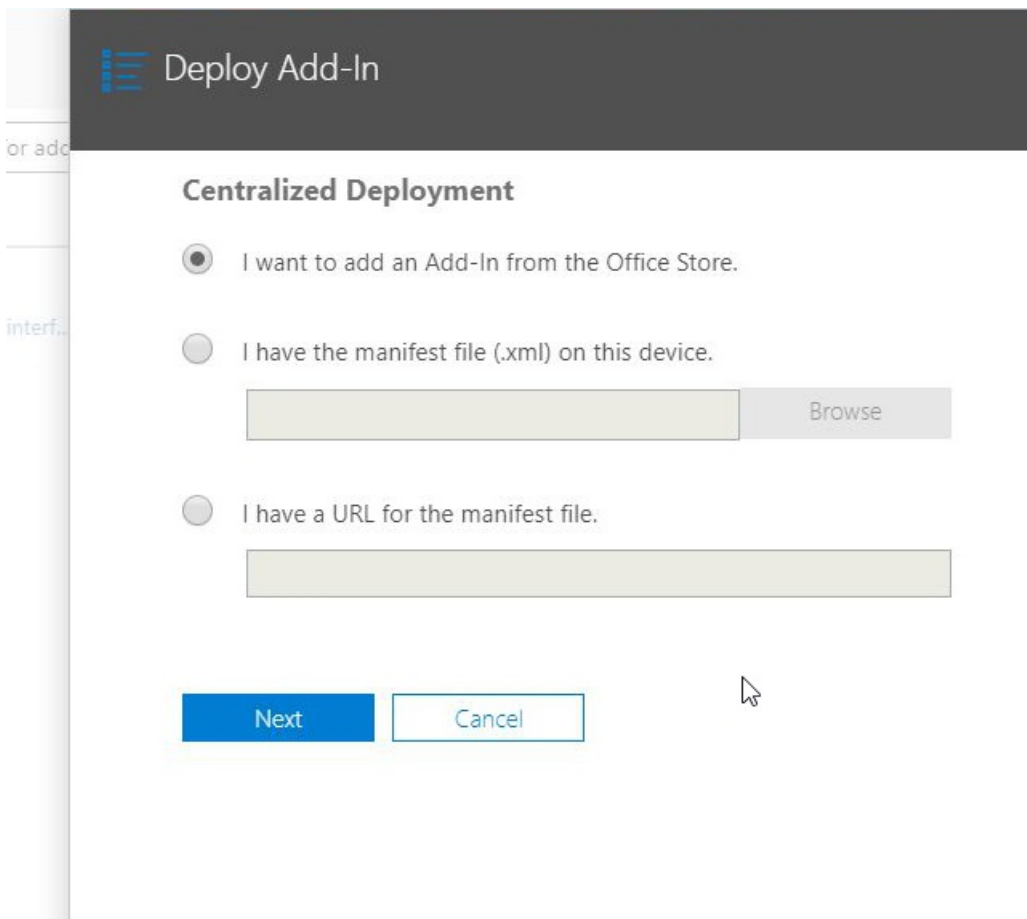 Deploy Add-In
for add
Centralized Deployment
I want to add an Add-In from the Office Store.
interf...
I have the manifest file (.xml) on this device.
Browse
I have a URL for the manifest file.
Next
Cancel